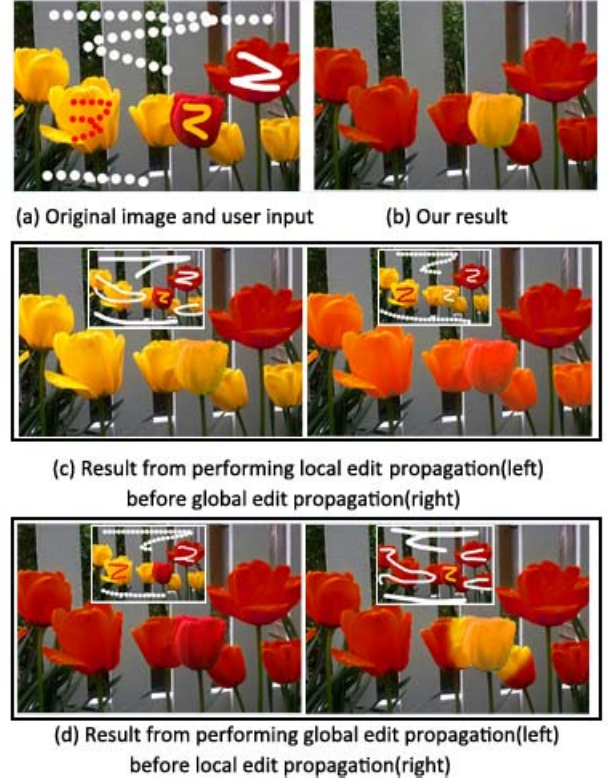 (a) Original image and user input
(b) Our result
(c) Result from performing local edit propagation(left)
before global edit propagation(right)
(d) Result from performing global edit propagation(left)
before local edit propagation(right)